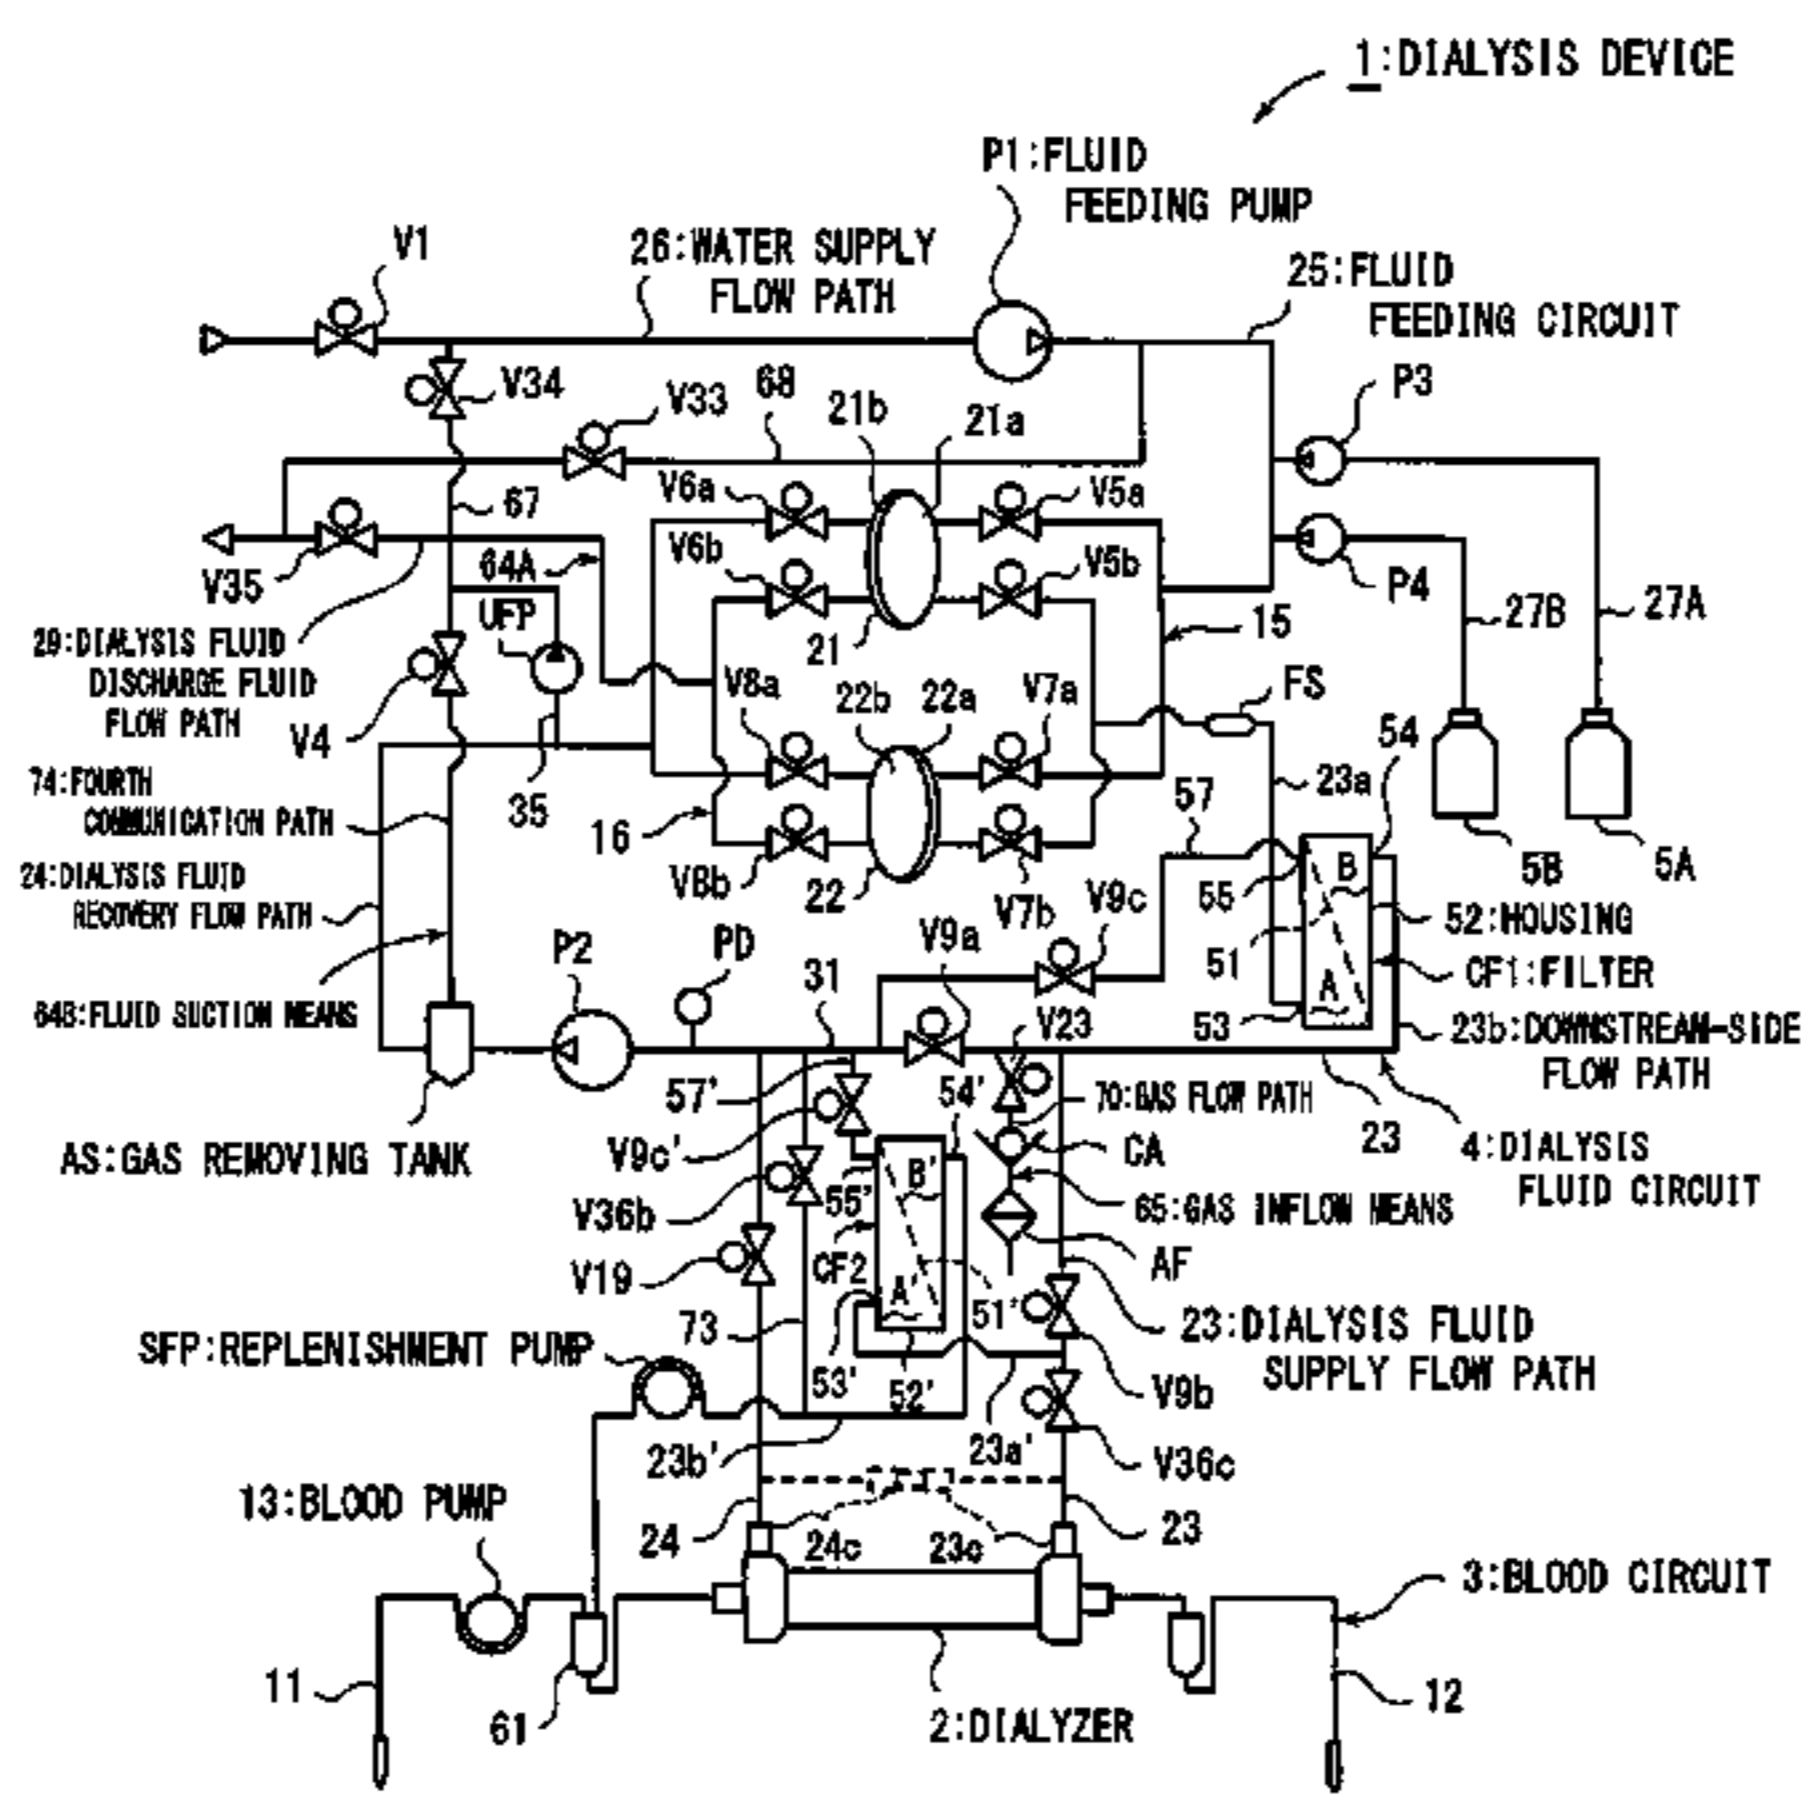 1:DIALYSIS DEVICE
P1:FLUID
FEEDING PUMP
V1
26:WATER SUPPLY
FLOW PATH
25:FLUID
FEEDING CIRCUIT
V34
V33
68
21b
21a
P3
V6a
V5a
67
V6b
V5b
64A
V35
UFP
P4
27B
27A
29:DIALYSIS FLUID
DISCHARGE FLUID
FLOW PATH
21
15
V8a
22b
22a
V7a
FS
V4
54
74:FOURTH
COMMUNICATION PATH
35
16
57
23a
24:DIALYSIS FLUID
RECOVERY FLOW PATH
V8b
22
V7b
V9c
55
B
5B
5A
52:HOUSING
P2
PD
V9a
51
CF1:FILTER
64B:FLUID SUCTION MEANS
31
V23
A
53
23b:DOWNSTREAM-SIDE
FLOW PATH
57'
54'
70:GAS FLOW PATH
23
AS:GAS REMOVING TANK
V9c'
CA
4:DIALYSIS
FLUID CIRCUIT
V36b
55'
B'
65:GAS INFLOW MEANS
V19
CF2
A'
51'
AF
73
23:DIALYSIS FLUID
SUPPLY FLOW PATH
SFP:REPLENISHMENT PUMP
53'
52'
V9b
23b'
23a'
V36c
13:BLOOD PUMP
24
24c
23c
23
3:BLOOD CIRCUIT
11
61
2:DIALYZER
12